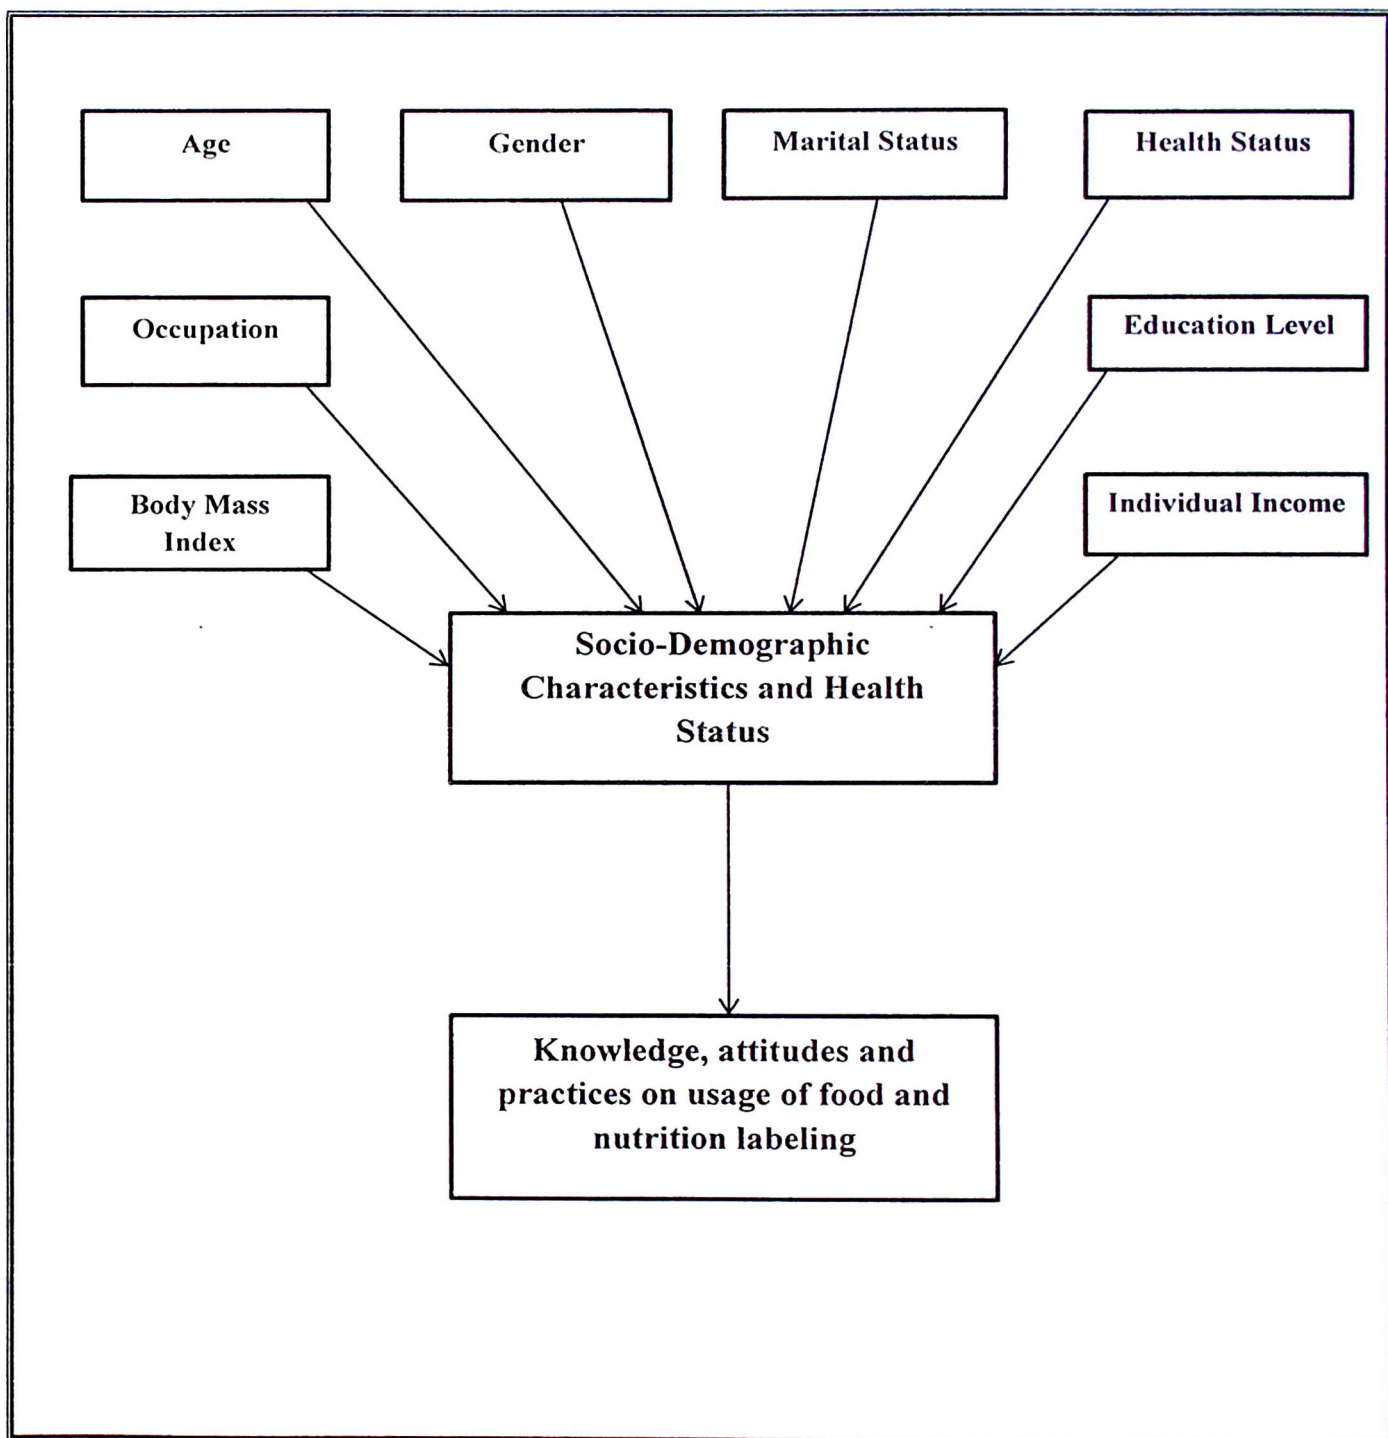 Age
Gender
Marital Status
Health Status
Occupation
Education Level
Body Mass
Index
Individual Income
Socio-Demographic
Characteristics and Health
Status
Knowledge, attitudes and
practices on usage of food and
nutrition labeling